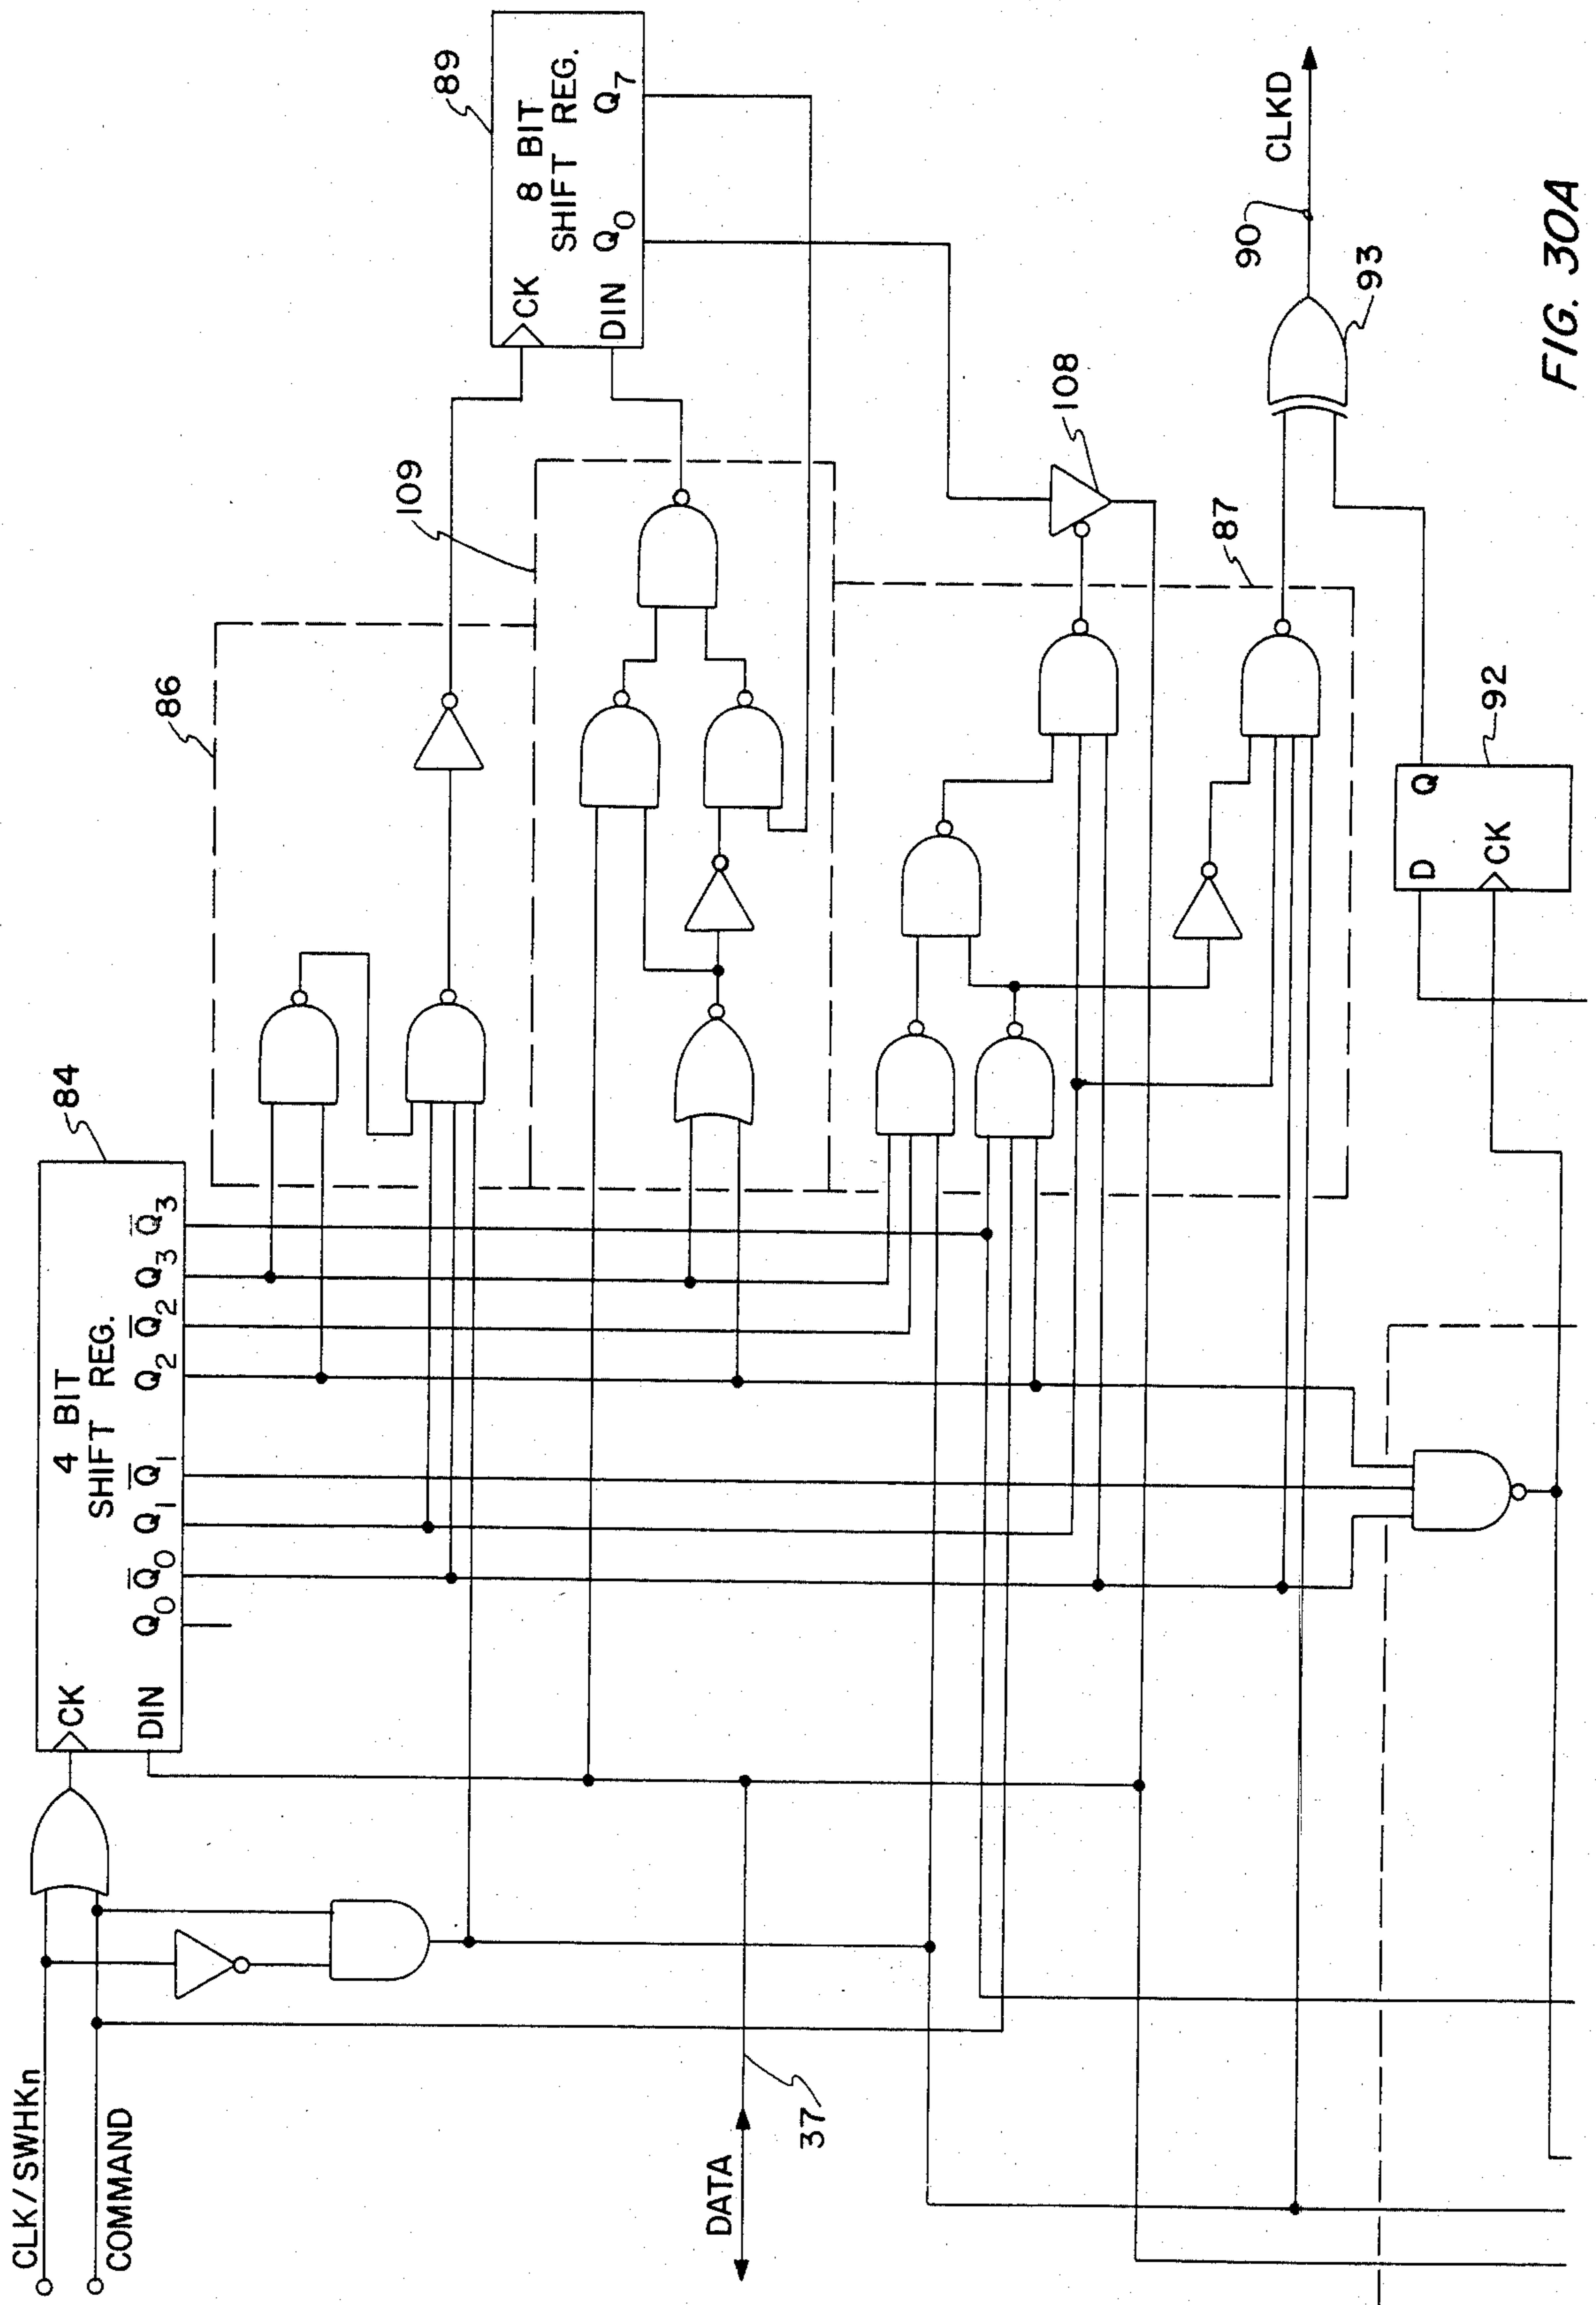 89
8 BIT
SHIFT REG.
CK
DIN
Q0
Q7
109
86
84
4 BIT
SHIFT REG.
CK
DIN
Q0
Q̅0
Q1
Q̅1
Q2
Q̅2
Q3
Q̅3
CLK/SWHKn
COMMAND
DATA
37
108
87
92
D
Q
CK
90
CLKD
93
FIG. 30A